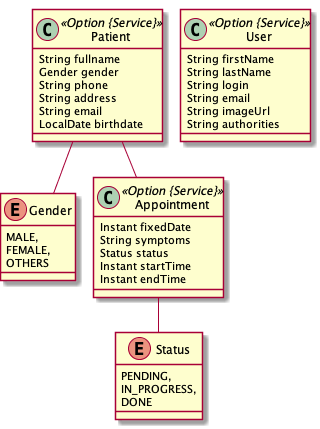 C «Option {Service}»
Patient
String fullname
Gender gender
String phone
String address
String email
LocalDate birthdate
C «Option {Service}»
User
String firstName
String lastName
String login
String email
String imageUrl
String authorities
E Gender
MALE,
FEMALE,
OTHERS
C «Option {Service}»
Appointment
Instant fixedDate
String symptoms
Status status
Instant startTime
Instant endTime
E Status
PENDING,
IN_PROGRESS,
DONE